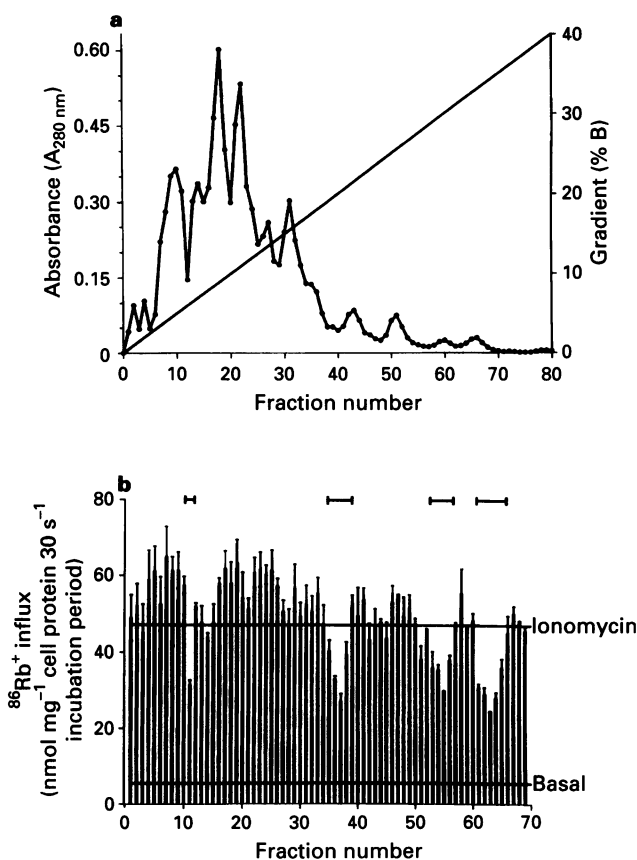 a
Absorbance (A280 nm)
0.60
0.45
0.30
0.15
0
40
30
20
10
0
Gradient (% B)
0 10 20 30 40 50 60 70 80
Fraction number
b
86Rb+ influx
(nmol mg−1 cell protein 30 s−1
incubation period)
80
60
40
20
0
Ionomycin
Basal
0 10 20 30 40 50 60 70
Fraction number